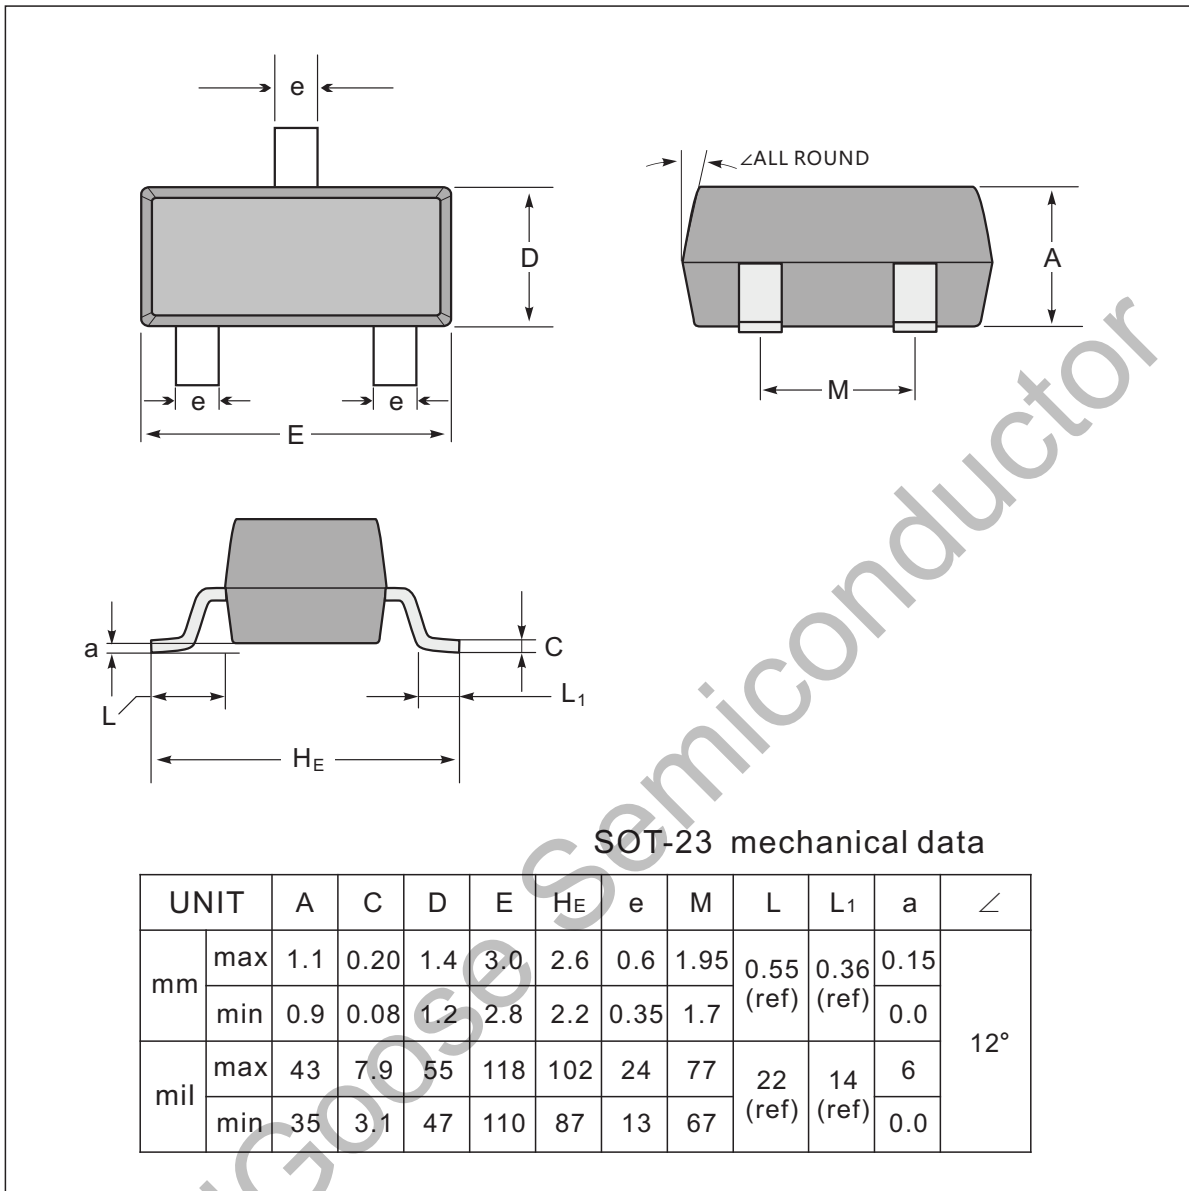 e
∠ALL ROUND
D
A
e
e
E
M
a
C
L
L1
HE
SOT-23 mechanical data
UNIT A C D E HE e M L L1 a ∠
mm max 1.1 0.20 1.4 3.0 2.6 0.6 1.95 0.55 (ref) 0.36 (ref) 0.15 12°
min 0.9 0.08 1.2 2.8 2.2 0.35 1.7 0.0
mil max 43 7.9 55 118 102 24 77 22 (ref) 14 (ref) 6
min 35 3.1 47 110 87 13 67 0.0
Goose Semiconductor